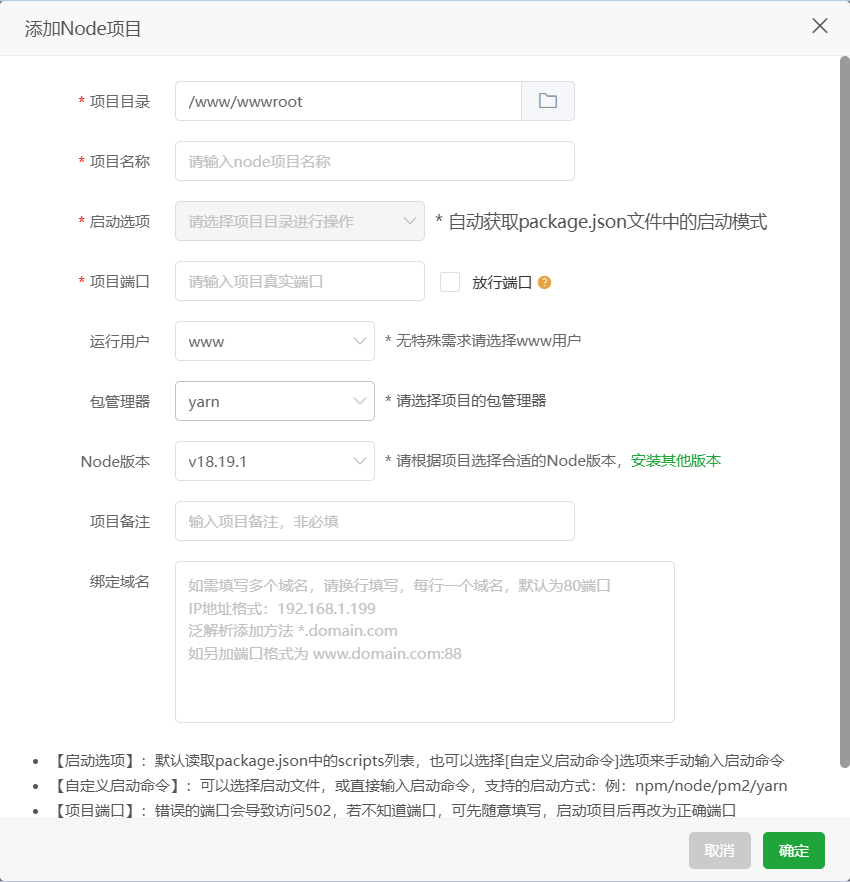 添加Node项目
* 项目目录 /www/wwwroot
* 项目名称 请输入node项目名称
* 启动选项 请选择项目目录进行操作 * 自动获取package.json文件中的启动模式
* 项目端口 请输入项目真实端口 放行端口 ?
运行用户 www * 无特殊需求请选择www用户
包管理器 yarn * 请选择项目的包管理器
Node版本 v18.19.1 * 请根据项目选择合适的Node版本，安装其他版本
项目备注 输入项目备注，非必填
绑定域名 如需填写多个域名，请换行填写，每行一个域名，默认为80端口
IP地址格式：192.168.1.199
泛解析添加方法 *.domain.com
如另加端口格式为 www.domain.com:88
• 【启动选项】：默认读取package.json中的scripts列表，也可以选择[自定义启动命令]选项来手动输入启动命令
• 【自定义启动命令】：可以选择启动文件，或直接输入启动命令，支持的启动方式：例：npm/node/pm2/yarn
• 【项目端口】：错误的端口会导致访问502，若不知道端口，可先随意填写，启动项目后再改为正确端口
取消 确定